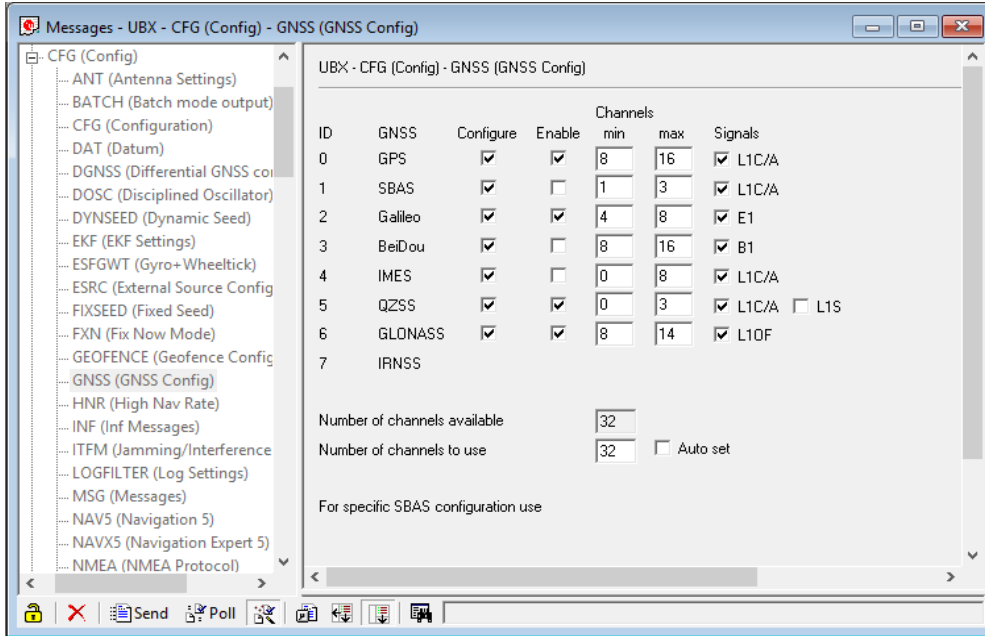 Messages - UBX - CFG (Config) - GNSS (GNSS Config)
CFG (Config)
ANT (Antenna Settings)
BATCH (Batch mode output)
CFG (Configuration)
DAT (Datum)
DGNSS (Differential GNSS cor
DOSC (Disciplined Oscillator)
DYNSEED (Dynamic Seed)
EKF (EKF Settings)
ESFGWT (Gyro+Wheeltick)
ESRC (External Source Config
FIXSEED (Fixed Seed)
FXN (Fix Now Mode)
GEOFENCE (Geofence Config
GNSS (GNSS Config)
HNR (High Nav Rate)
INF (Inf Messages)
ITFM (Jamming/Interference
LOGFILTER (Log Settings)
MSG (Messages)
NAV5 (Navigation 5)
NAVX5 (Navigation Expert 5)
NMEA (NMEA Protocol)
UBX - CFG (Config) - GNSS (GNSS Config)
Channels
ID GNSS Configure Enable min max Signals
0 GPS 8 16 L1C/A
1 SBAS 1 3 L1C/A
2 Galileo 4 8 E1
3 BeiDou 8 16 B1
4 IMES 0 8 L1C/A
5 QZSS 0 3 L1C/A L1S
6 GLONASS 8 14 L1OF
7 IRNSS
Number of channels available 32
Number of channels to use 32 Auto set
For specific SBAS configuration use
Send Poll